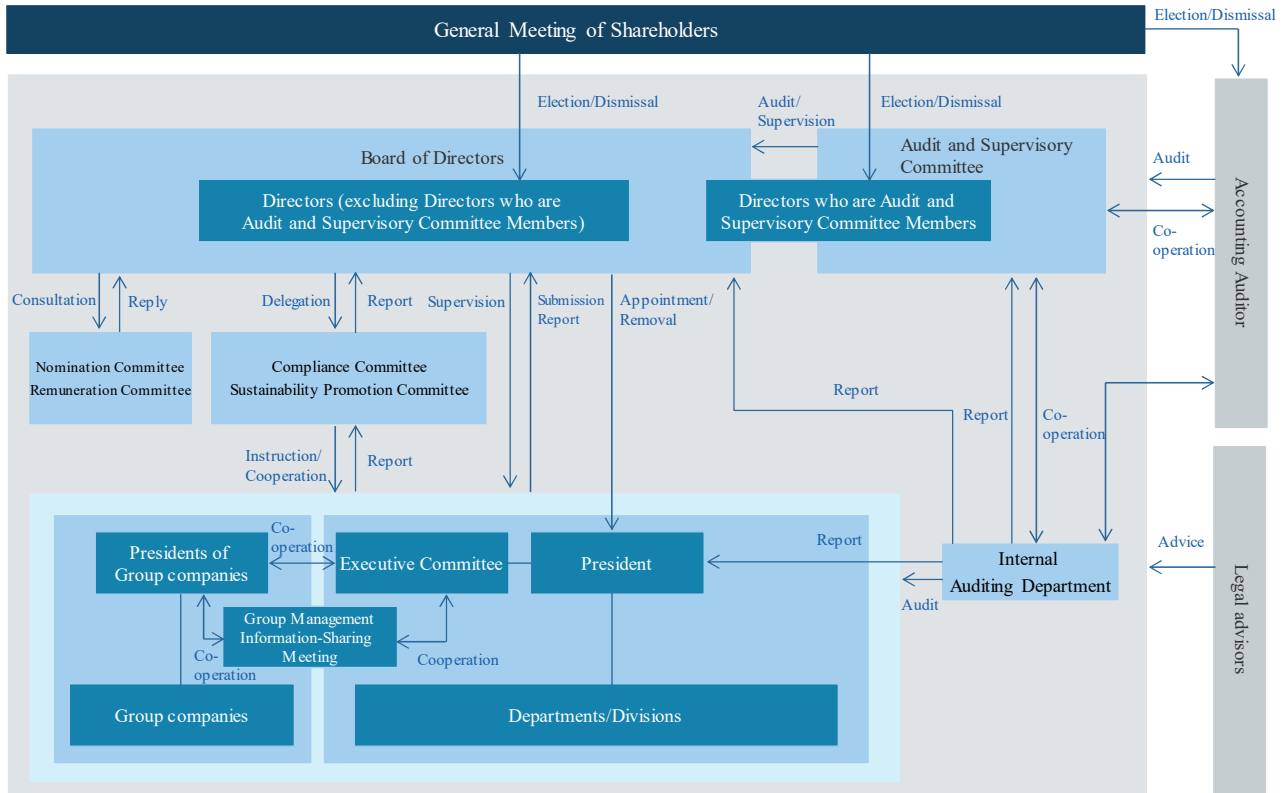 General Meeting of Shareholders
Election/Dismissal
Election/Dismissal
Audit/
Supervision
Election/Dismissal
Board of Directors
Audit and Supervisory
Committee
Directors (excluding Directors who are
Audit and Supervisory Committee Members)
Directors who are Audit and
Supervisory Committee Members
Audit
Co-
operation
Accounting Auditor
Consultation
Reply
Delegation
Report
Supervision
Submission
Report
Appointment/
Removal
Nomination Committee
Remuneration Committee
Compliance Committee
Sustainability Promotion Committee
Report
Report
Co-
operation
Instruction/
Cooperation
Report
Presidents of
Group companies
Co-
operation
Executive Committee
President
Report
Internal
Auditing Department
Audit
Advice
Legal advisors
Group Management
Information-Sharing
Meeting
Co-
operation
Cooperation
Group companies
Departments/Divisions